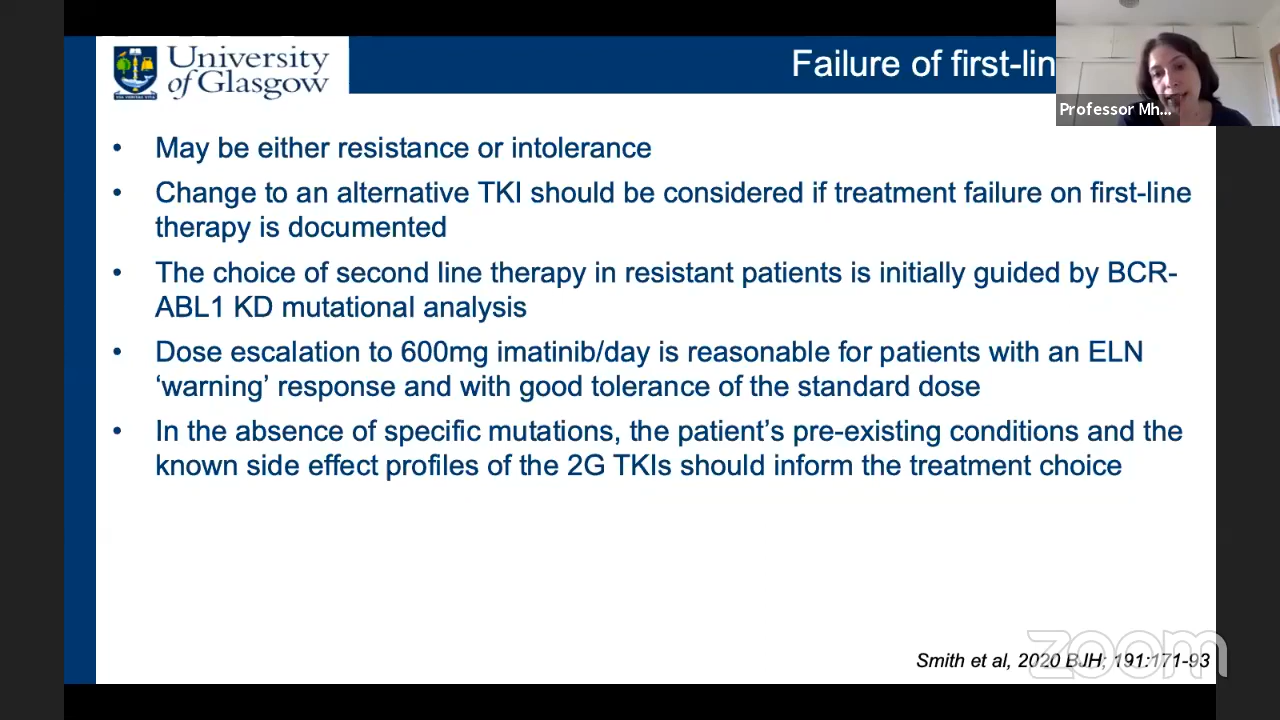 University
of Glasgow
Failure of first-lin
Professor Mh...
• May be either resistance or intolerance
• Change to an alternative TKI should be considered if treatment failure on first-line
therapy is documented
• The choice of second line therapy in resistant patients is initially guided by BCR-
ABL1 KD mutational analysis
• Dose escalation to 600mg imatinib/day is reasonable for patients with an ELN
‘warning’ response and with good tolerance of the standard dose
• In the absence of specific mutations, the patient’s pre-existing conditions and the
known side effect profiles of the 2G TKIs should inform the treatment choice
Smith et al, 2020 BJH; 191:171-93
zoom